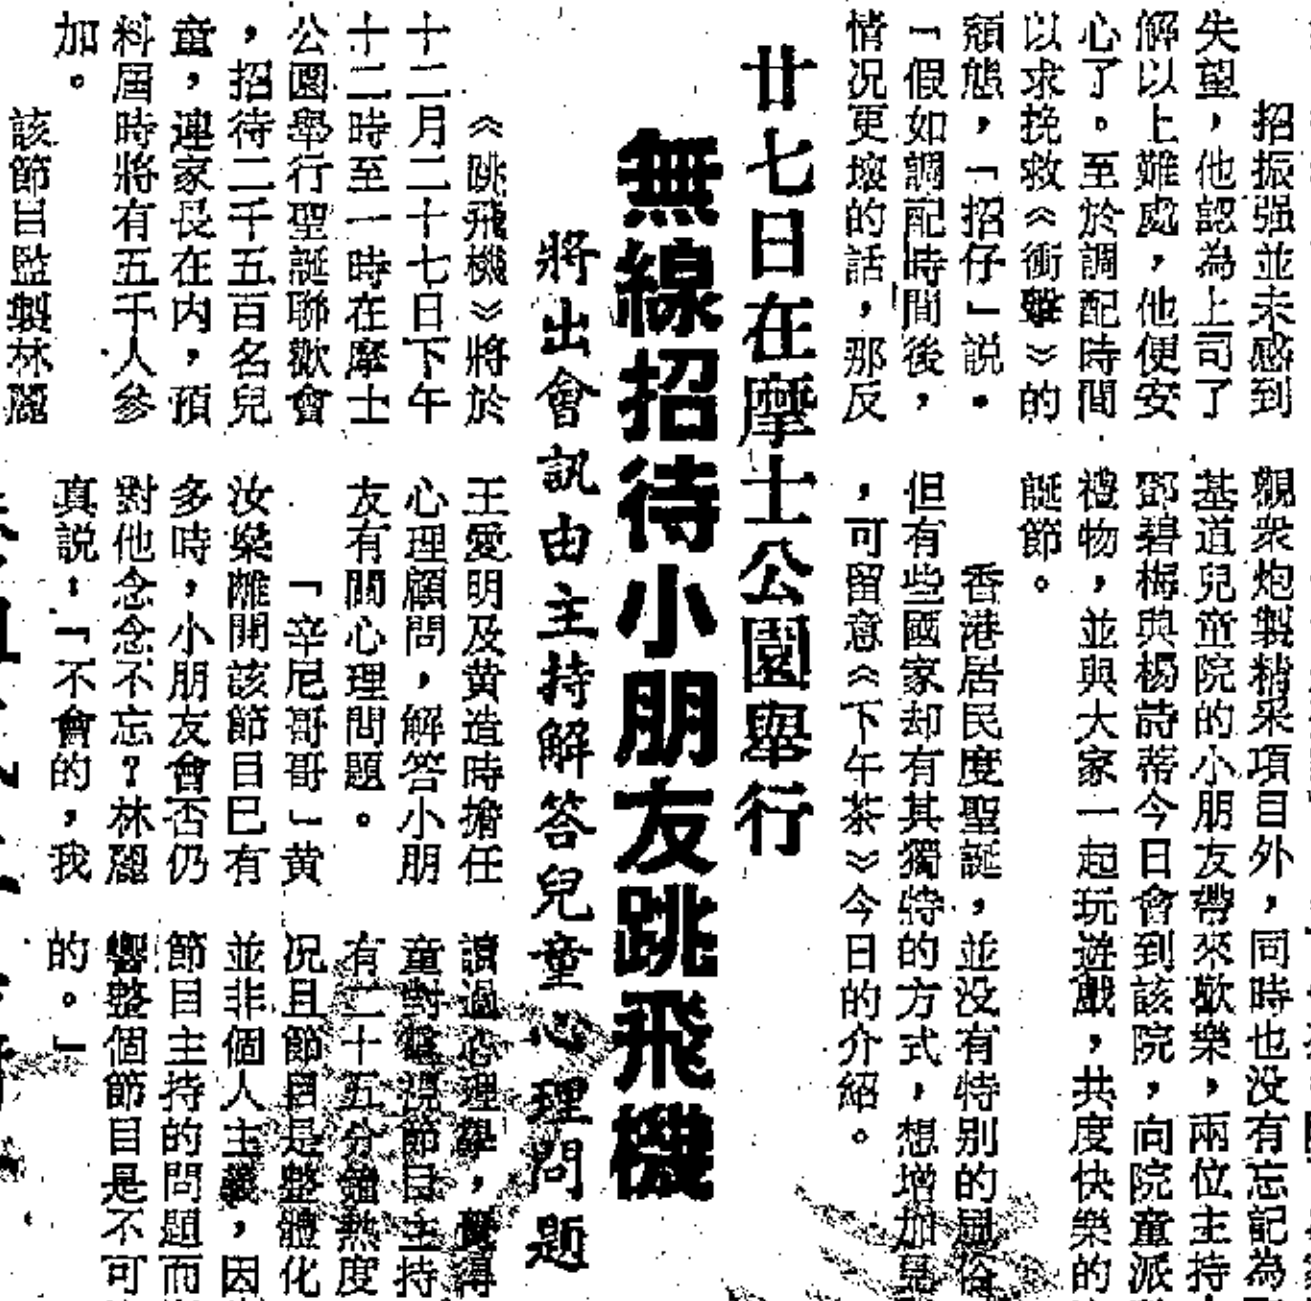 招振强並未感到
失望，他認為上司了
解以上難處，他便安
心了。至於調配時間
以求挽救《衝擊》的
頹態，「招仔」説：
「假如調配時間後，
情况更壞的話，那反
觀衆炮製精采項目外，同時也没有忘記為
基道兒童院的小朋友帶來歡樂，兩位主持
鄧碧梅與楊詩蒂今日會到該院，向院童派
禮物，並與大家一起玩遊戲，共度快樂的
誕節。
香港居民度聖誕，並没有特别的風俗
但有些國家却有其獨特的方式，想增加見
，可留意《下午茶》今日的介紹。
廿七日在摩士公園舉行
無線招待小朋友跳飛機
將出會訊由主持解答兒童心理問題
《跳飛機》將於
十二月二十七日下午
十二時至一時在摩士
公園舉行聖誕聯歡會
，招待二千五百名兒
童，連家長在内，預
料屆時將有五千人參
加。
該節目監製林麗
王愛明及黄造時擔任
心理顧問，解答小朋
友有關心理問題。
「辛尼哥哥」黄
汝樂離開該節目已有
多時，小朋友會否仍
對他念念不忘？林麗
真説：「不會的，我
讀過心理學，覺得
童對電視節目主持
有二十五分鐘熱度
况且節目是整體化
並非個人主義，因
節目主持的問題而
響整個節目是不可
的。」